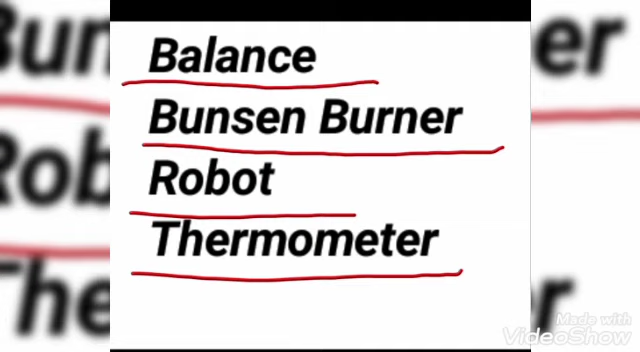 Balance
Bunsen Burner
Robot
Thermometer
Made with
VideoShow